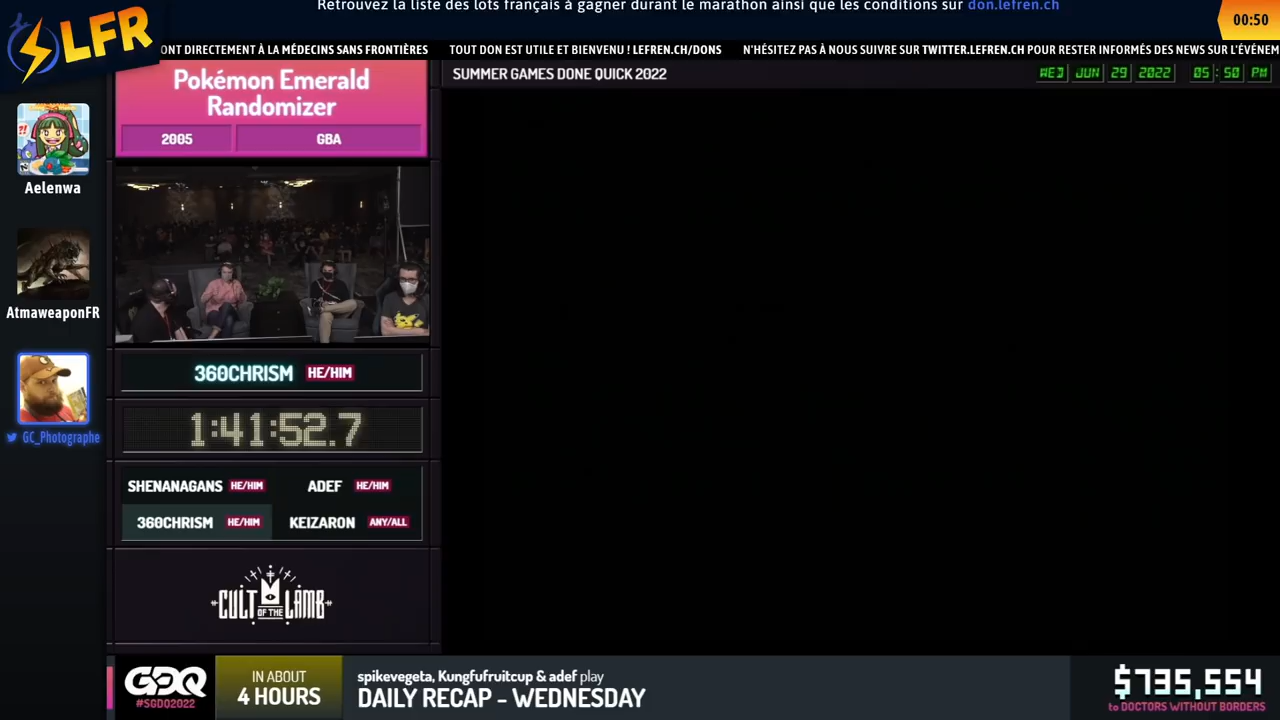 Retrouvez la liste des lots français à gagner durant le marathon ainsi que les conditions sur don.lefren.ch
00:50
LFR
ONT DIRECTEMENT À LA MÉDECINS SANS FRONTIÈRES TOUT DON EST UTILE ET BIENVENU ! LEFREN.CH/DONS N'HÉSITEZ PAS À NOUS SUIVRE SUR TWITTER.LEFREN.CH POUR RESTER INFORMÉS DES NEWS SUR L'ÉVÉNEM
Pokémon Emerald
Randomizer
2005 GBA
SUMMER GAMES DONE QUICK 2022
WED JUN 29 2022 05:50 PM
Aelenwa
AtmaweaponFR
GC_Photographe
360CHRISM HE/HIM
1:41:52.7
SHENANAGANS HE/HIM ADEF HE/HIM
360CHRISM HE/HIM KEIZARON ANY/ALL
CULT OF THE LAMB
GDQ
#SGDQ2022
IN ABOUT
4 HOURS
spikevegeta, Kungfufruitcup & adef play
DAILY RECAP - WEDNESDAY
$735,554
to DOCTORS WITHOUT BORDERS